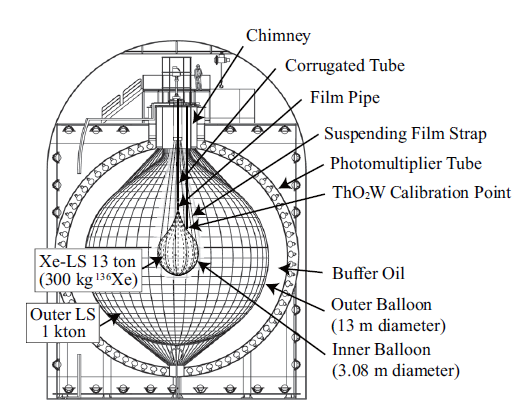 Chimney
Corrugated Tube
Film Pipe
Suspending Film Strap
Photomultiplier Tube
ThO₂W Calibration Point
Xe-LS 13 ton
(300 kg ¹³⁶Xe)
Buffer Oil
Outer LS
1 kton
Outer Balloon
(13 m diameter)
Inner Balloon
(3.08 m diameter)